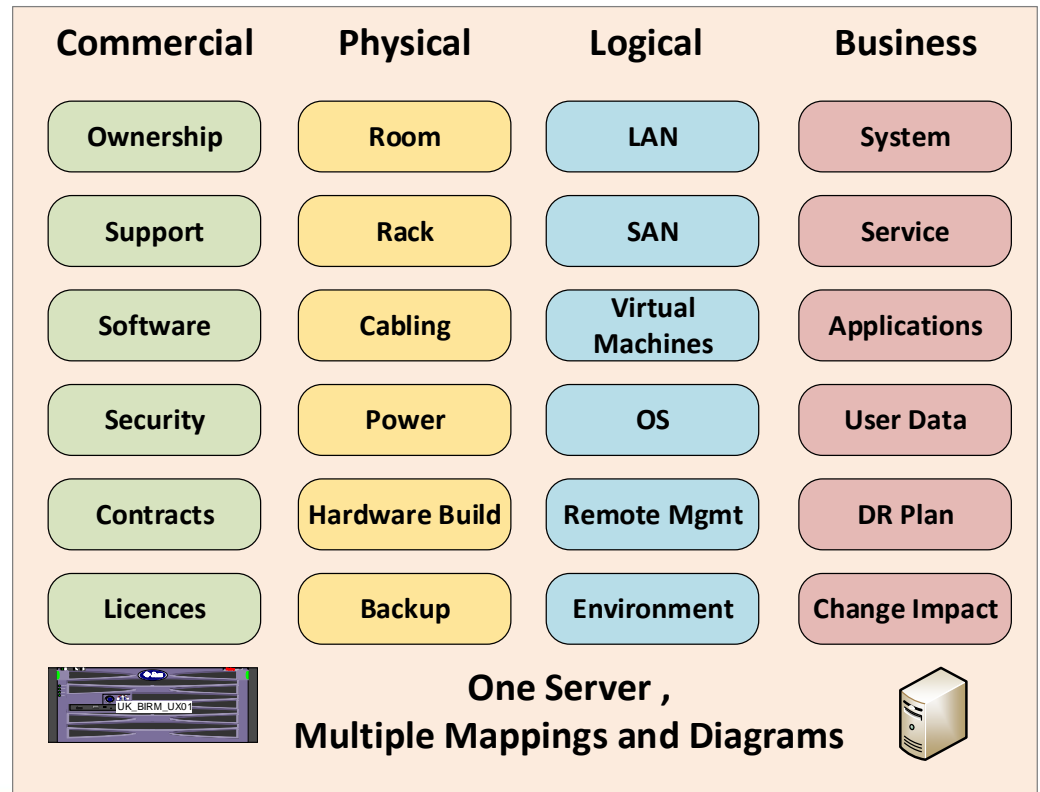 Commercial Physical Logical Business
Ownership Room LAN System
Support Rack SAN Service
Software Cabling Virtual Machines Applications
Security Power OS User Data
Contracts Hardware Build Remote Mgmt DR Plan
Licences Backup Environment Change Impact
UK_BIRM_UX01
One Server ,
Multiple Mappings and Diagrams